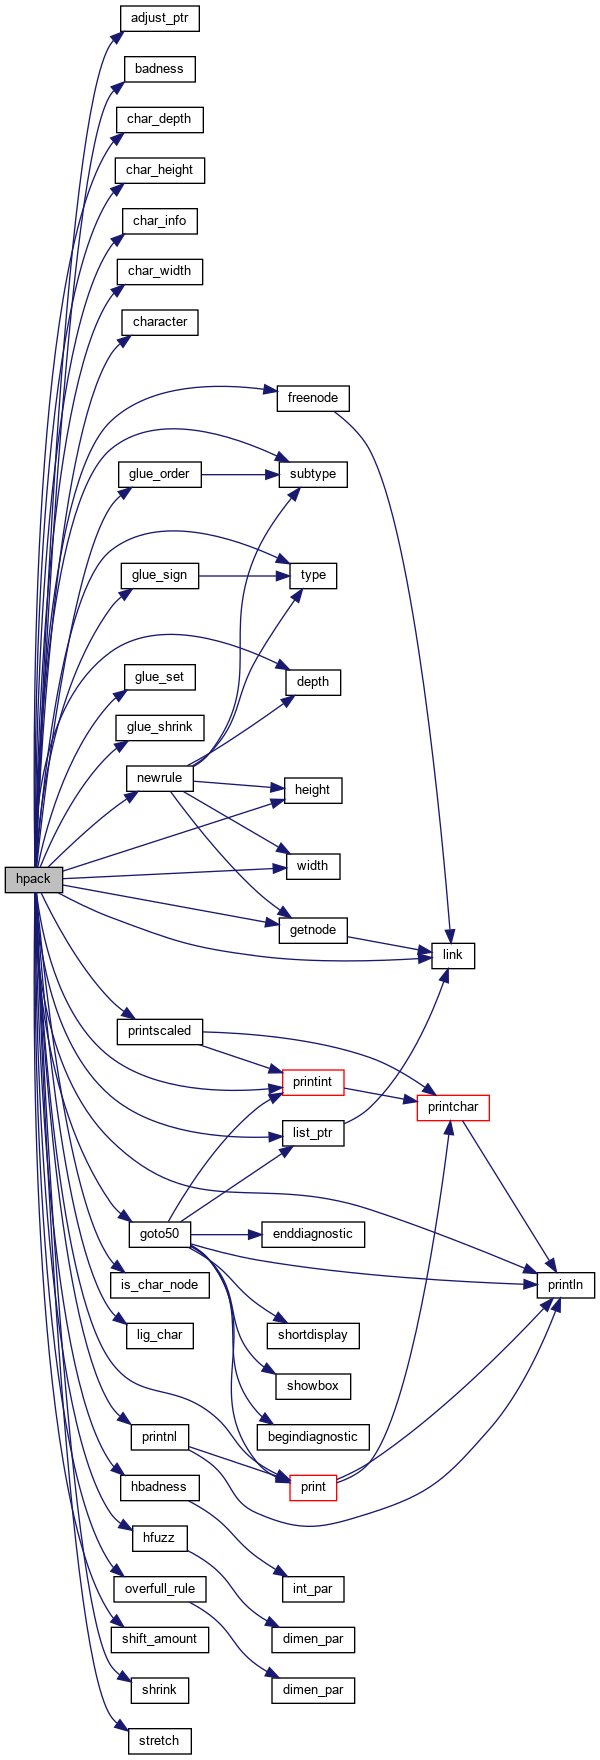 adjust_ptr
badness
char_depth
char_height
char_info
char_width
character
freenode
glue_order
subtype
glue_sign
type
glue_set
depth
glue_shrink
newrule
height
width
hpack
getnode
link
printscaled
printint
printchar
list_ptr
goto50
enddiagnostic
is_char_node
println
lig_char
shortdisplay
showbox
printnl
begindiagnostic
hbadness
print
hfuzz
overfull_rule
int_par
shift_amount
dimen_par
shrink
dimen_par
stretch